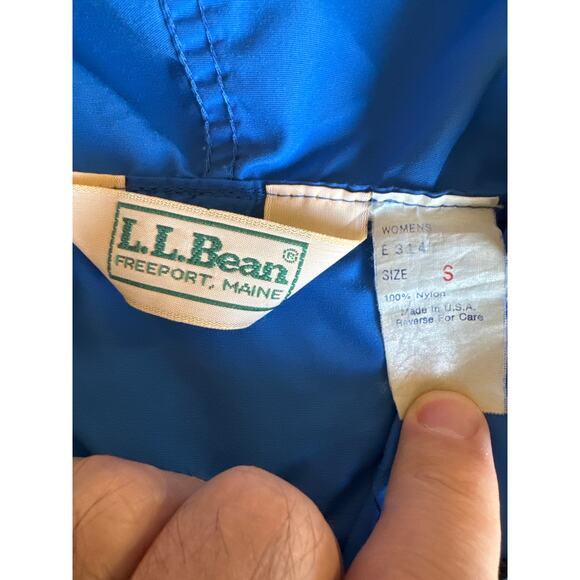 L.L.Bean®
FREEPORT, MAINE
WOMENS
E 314
SIZE S
100% Nylon
Made in U.S.A.
Reverse For Care